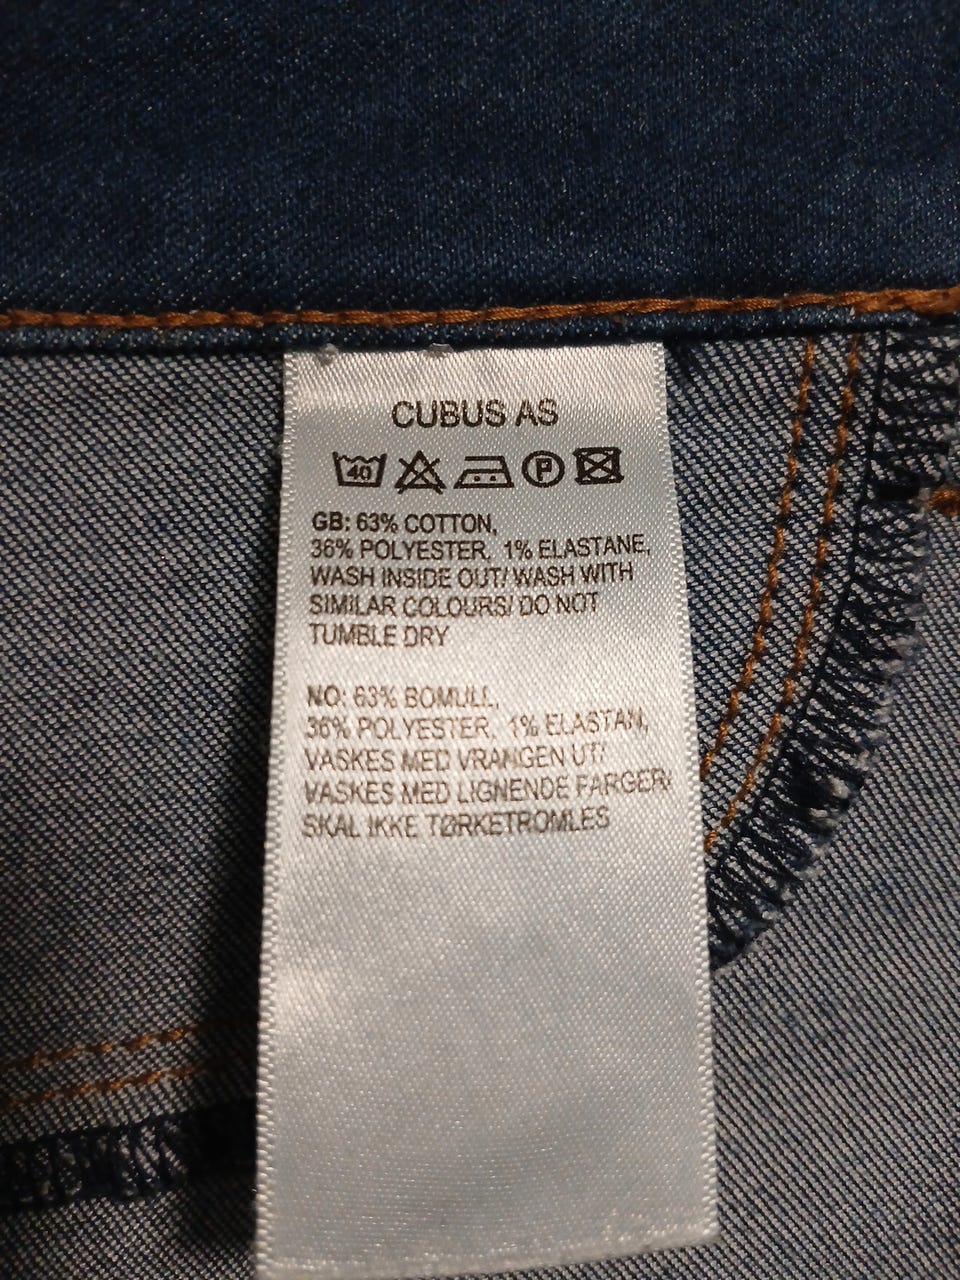 CUBUS AS
40 P
GB: 63% COTTON,
36% POLYESTER, 1% ELASTANE,
WASH INSIDE OUT/ WASH WITH
SIMILAR COLOURS/ DO NOT
TUMBLE DRY
NO: 63% BOMULL,
36% POLYESTER, 1% ELASTAN,
VASKES MED VRANGEN UT/
VASKES MED LIGNENDE FARGER/
SKAL IKKE TØRKETROMLES